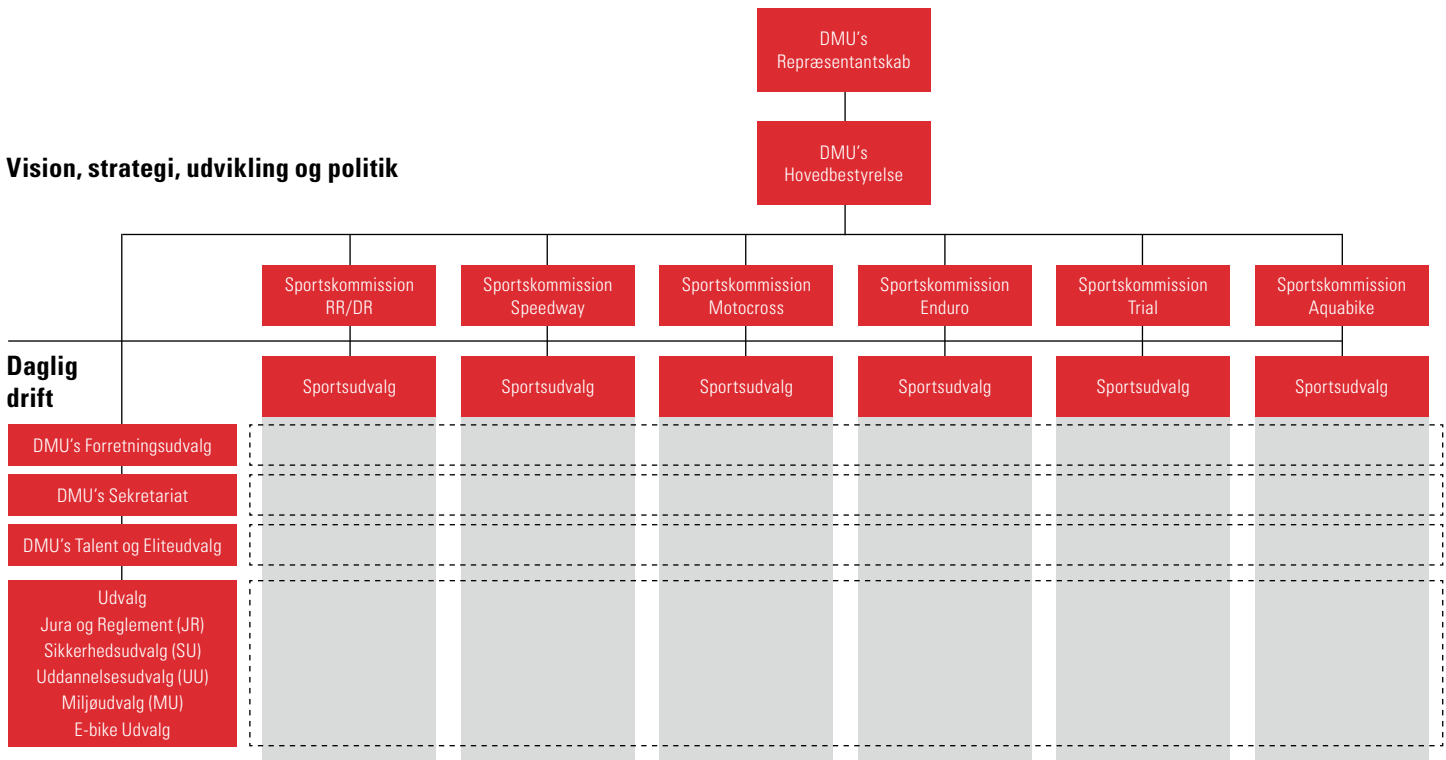 DMU's
Repræsentantskab
Vision, strategi, udvikling og politik
DMU's
Hovedbestyrelse
Sportskommission
RR/DR
Sportskommission
Speedway
Sportskommission
Motocross
Sportskommission
Enduro
Sportskommission
Trial
Sportskommission
Aquabike
Daglig
drift
Sportsudvalg
Sportsudvalg
Sportsudvalg
Sportsudvalg
Sportsudvalg
Sportsudvalg
DMU's Forretningsudvalg
DMU's Sekretariat
DMU's Talent og Eliteudvalg
Udvalg
Jura og Reglement (JR)
Sikkerhedsudvalg (SU)
Uddannelsesudvalg (UU)
Miljøudvalg (MU)
E-bike Udvalg